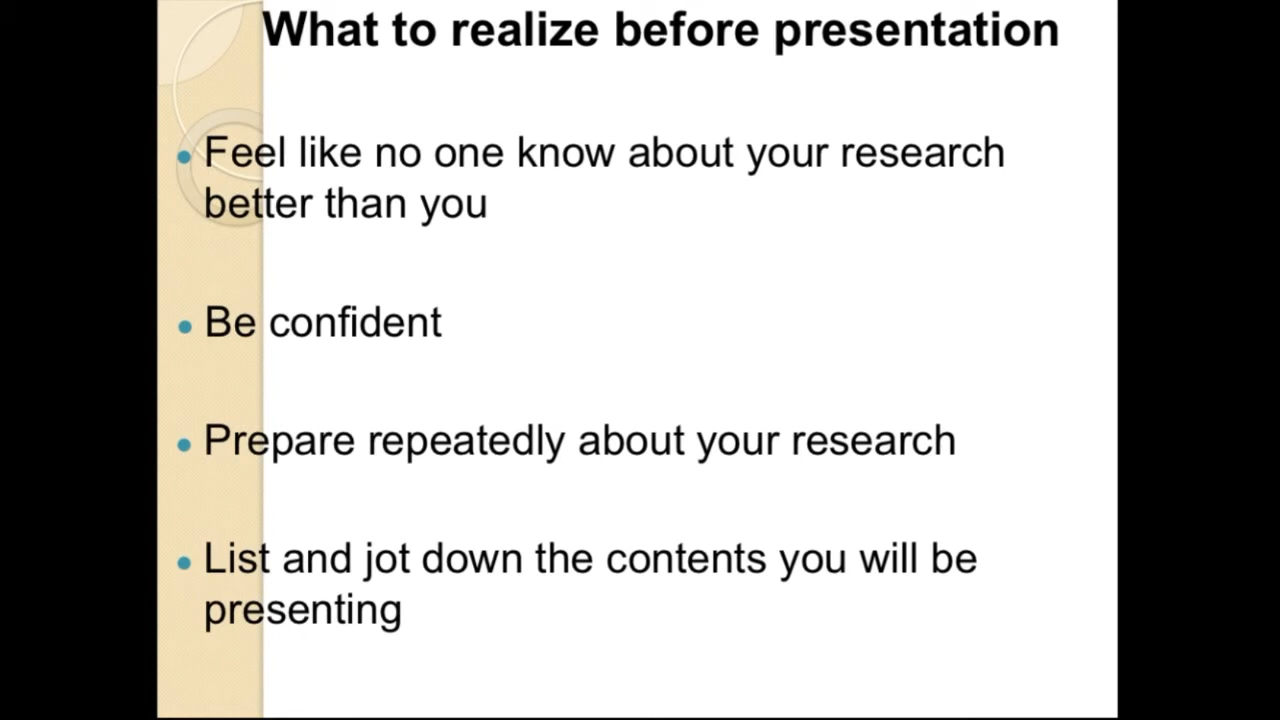 What to realize before presentation
• Feel like no one know about your research
better than you
• Be confident
• Prepare repeatedly about your research
• List and jot down the contents you will be
presenting